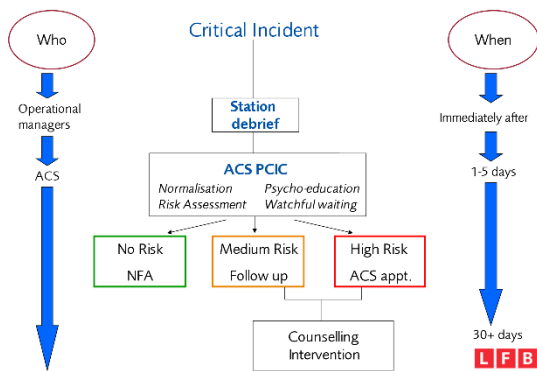 Who
Critical Incident
When
Operational
managers
Station
debrief
Immediately after
ACS
ACS PCIC
Normalisation Psycho-education
Risk Assessment Watchful waiting
1-5 days
No Risk
NFA
Medium Risk
Follow up
High Risk
ACS appt.
Counselling
Intervention
30+ days
LFB